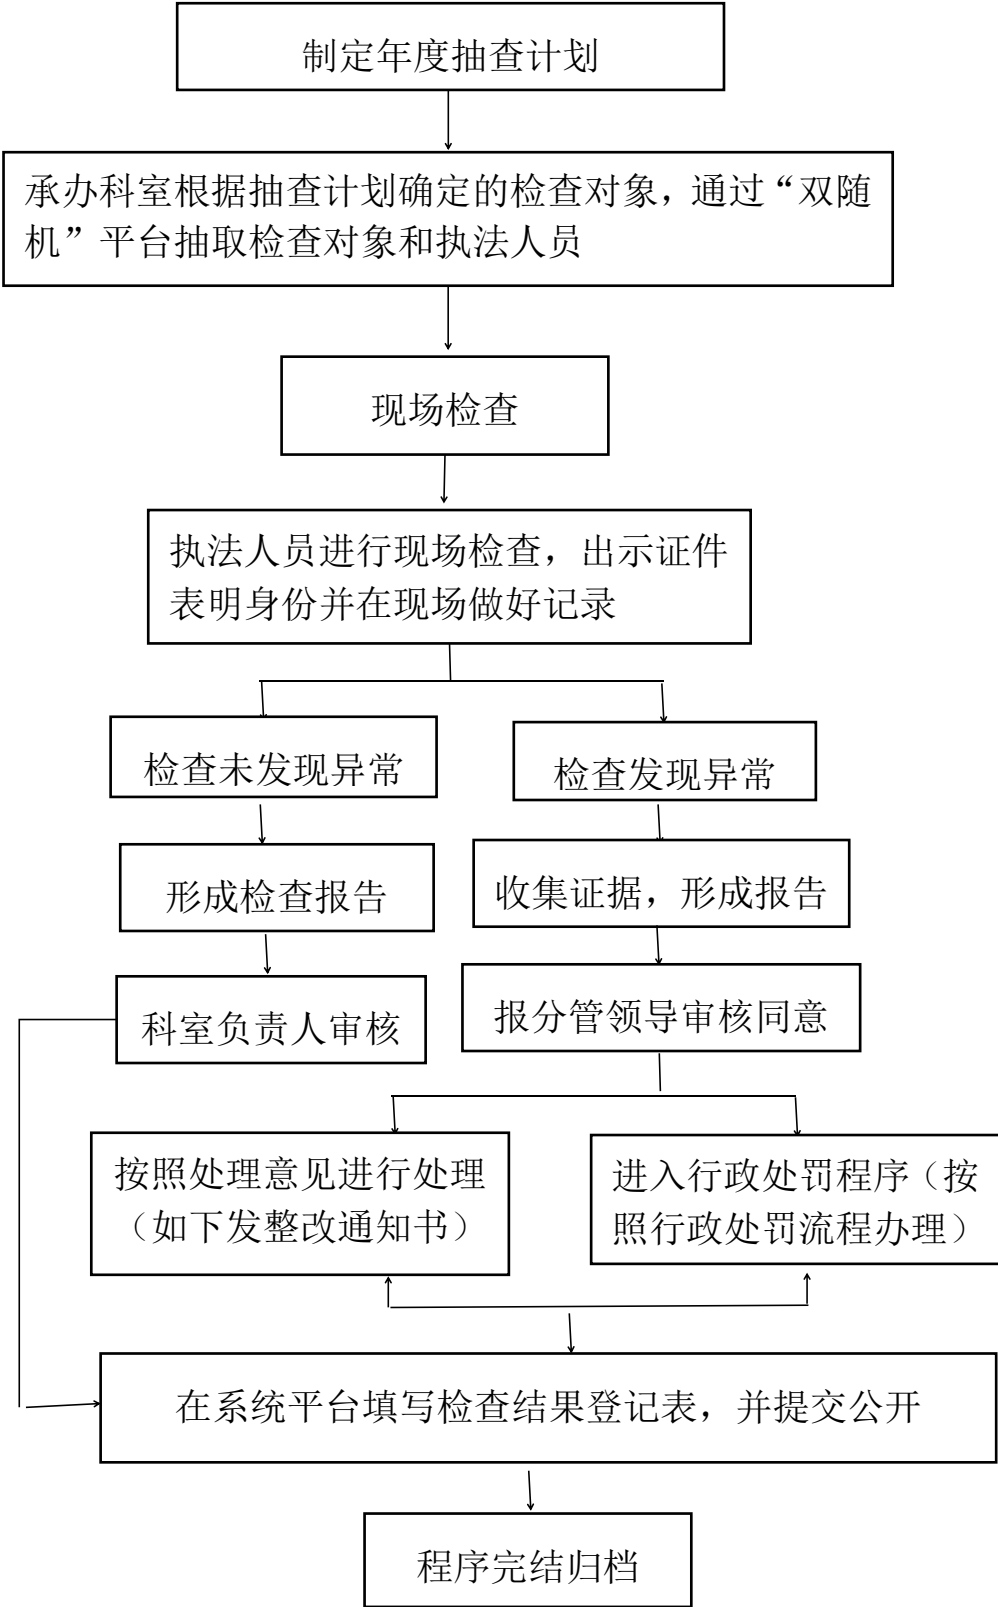 制定年度抽查计划
承办科室根据抽查计划确定的检查对象，通过“双随
机”平台抽取检查对象和执法人员
现场检查
执法人员进行现场检查，出示证件
表明身份并在现场做好记录
检查未发现异常
检查发现异常
形成检查报告
收集证据，形成报告
科室负责人审核
报分管领导审核同意
按照处理意见进行处理
（如下发整改通知书）
进入行政处罚程序（按
照行政处罚流程办理）
在系统平台填写检查结果登记表，并提交公开
程序完结归档